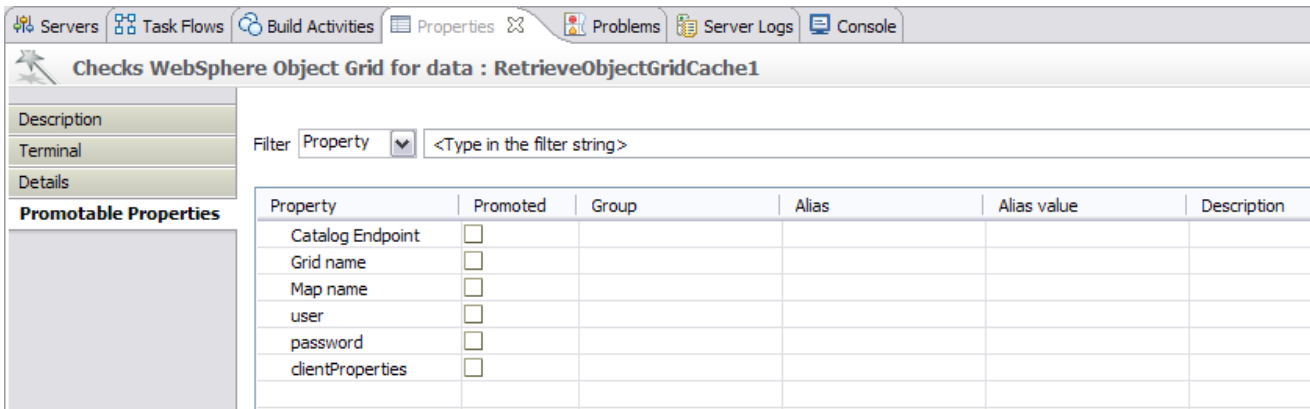 Servers Task Flows Build Activities Properties Problems Server Logs Console
Checks WebSphere Object Grid for data : RetrieveObjectGridCache1
Description
Terminal
Details
Promotable Properties
Filter Property <Type in the filter string>
Property Promoted Group Alias Alias value Description
Catalog Endpoint
Grid name
Map name
user
password
clientProperties